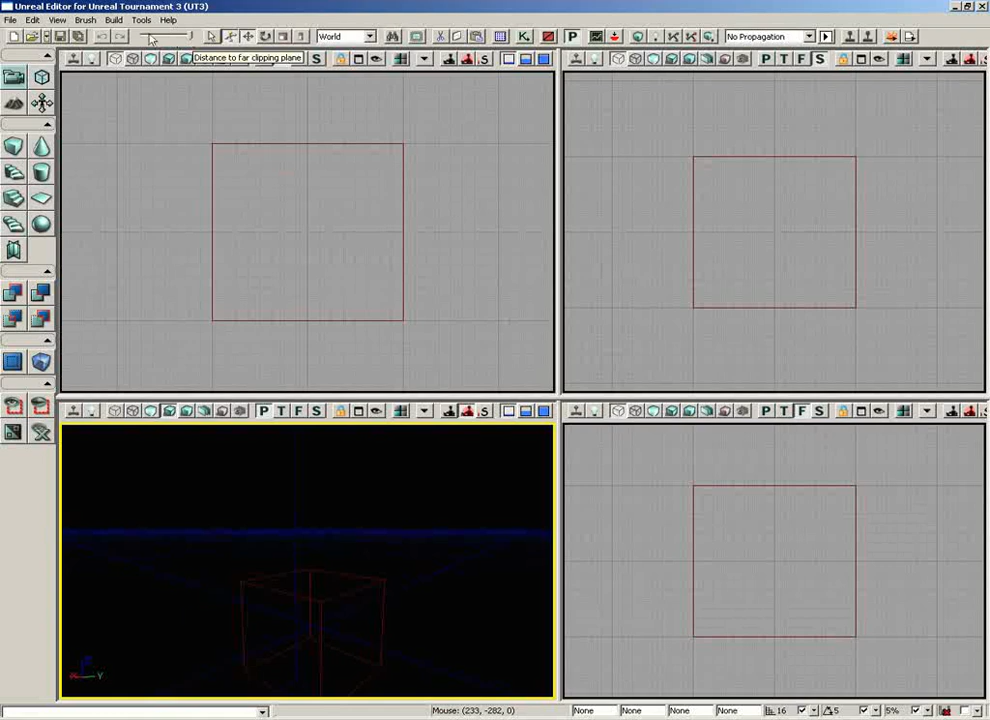 Unreal Editor for Unreal Tournament 3 (UT3)
File Edit View Brush Build Tools Help
World
P
No Propagation
Distance to far clipping plane
S
P T F S
S
P T F S
S
P T F S
S
X Y
Mouse: (233, -282, 0)
None
None
None
None
16
5
5%